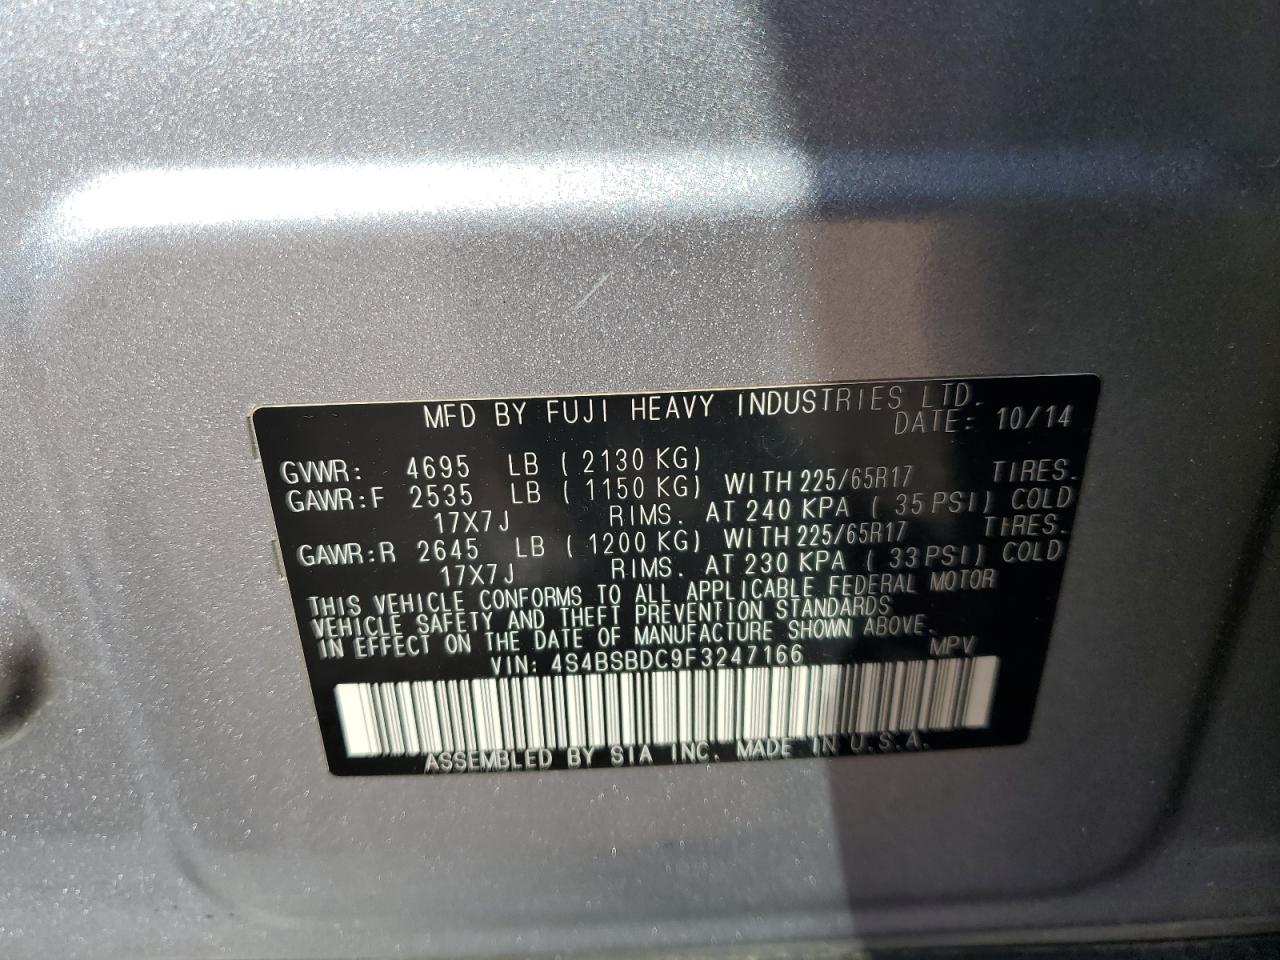 MFD BY FUJI HEAVY INDUSTRIES LTD.
DATE: 10/14
GVWR: 4695 LB ( 2130 KG)
GAWR:F 2535 LB ( 1150 KG) WITH 225/65R17 TIRES.
17X7J RIMS. AT 240 KPA ( 35 PSI) COLD
GAWR:R 2645 LB ( 1200 KG) WITH 225/65R17 TIRES.
17X7J RIMS. AT 230 KPA ( 33 PSI) COLD
THIS VEHICLE CONFORMS TO ALL APPLICABLE FEDERAL MOTOR
VEHICLE SAFETY AND THEFT PREVENTION STANDARDS
IN EFFECT ON THE DATE OF MANUFACTURE SHOWN ABOVE.
VIN: 4S4BSBDC9F3247166 MPV
ASSEMBLED BY SIA INC. MADE IN U.S.A.